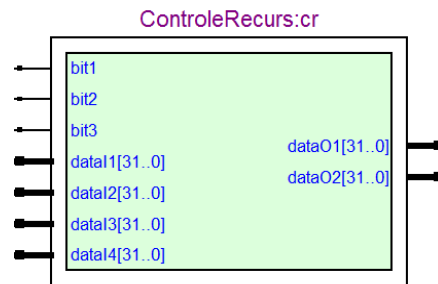 ControleRecurs:cr
bit1
bit2
bit3
dataI1[31..0]
dataI2[31..0]
dataI3[31..0]
dataI4[31..0]
dataO1[31..0]
dataO2[31..0]